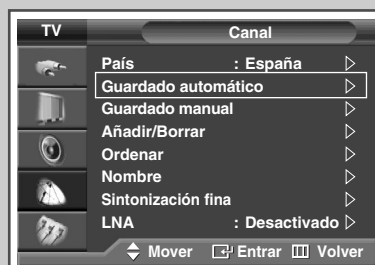 TV Canal
País : España
Guardado automático
Guardado manual
Añadir/Borrar
Ordenar
Nombre
Sintonización fina
LNA : Desactivado
Mover Entrar Volver